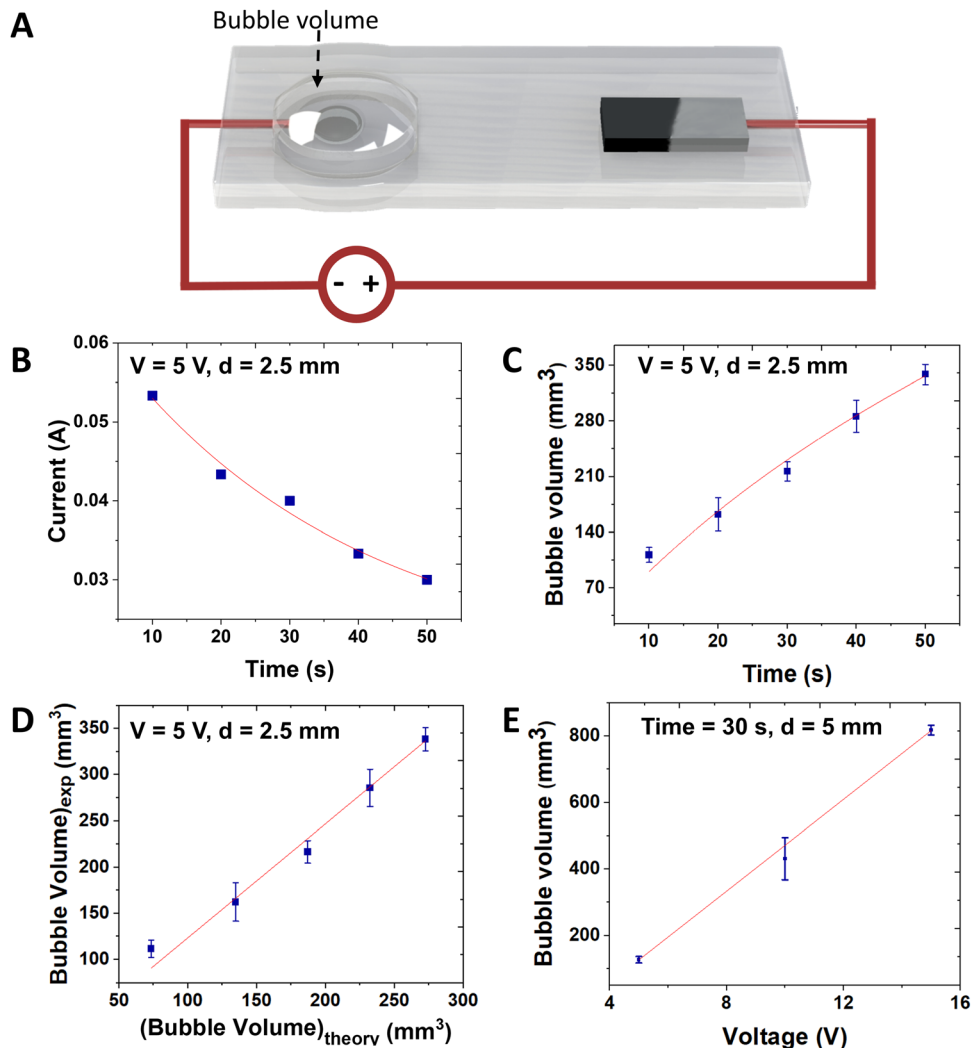 A
Bubble volume
- +
B
V = 5 V, d = 2.5 mm
0.06
0.05
0.04
0.03
Current (A)
10 20 30 40 50
Time (s)
C
V = 5 V, d = 2.5 mm
350
280
210
140
70
Bubble volume (mm³)
10 20 30 40 50
Time (s)
D
V = 5 V, d = 2.5 mm
350
300
250
200
150
100
(Bubble Volume)exp (mm³)
50 100 150 200 250 300
(Bubble Volume)theory (mm³)
E
Time = 30 s, d = 5 mm
800
600
400
200
Bubble volume (mm³)
4 8 12 16
Voltage (V)